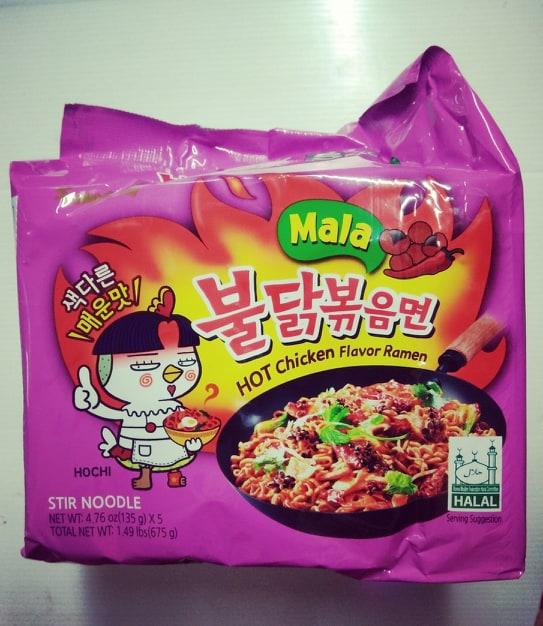 Mala
색다른
매운맛!
불닭볶음면
HOT Chicken Flavor Ramen
HOCHI
STIR NOODLE
NET WT: 4.76 oz(135 g) X 5
TOTAL NET WT: 1.49 lbs(675 g)
حلال
HALAL
Serving Suggestion